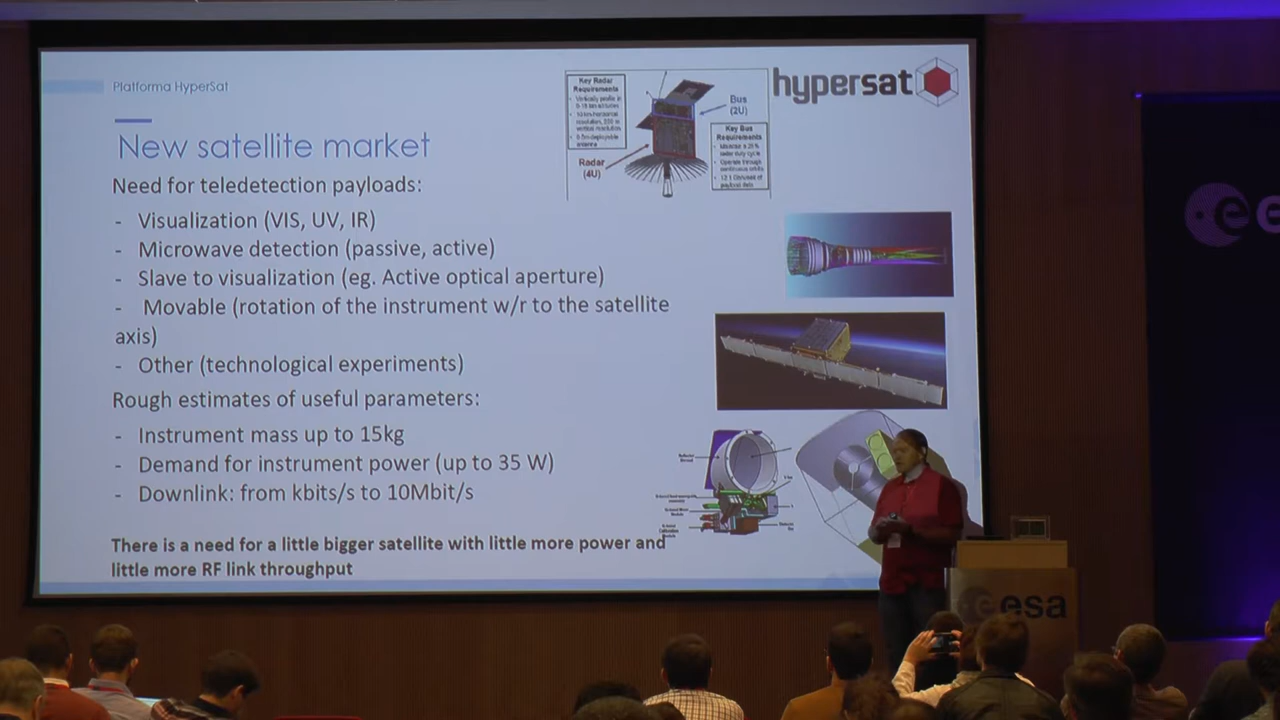 Platforma HyperSat
hypersat
New satellite market
Key Radar
Requirements
Bus
(2U)
Key Bus
Requirements
Radar
(4U)
Need for teledetection payloads:
- Visualization (VIS, UV, IR)
- Microwave detection (passive, active)
- Slave to visualization (eg. Active optical aperture)
- Movable (rotation of the instrument w/r to the satellite
axis)
- Other (technological experiments)
Rough estimates of useful parameters:
- Instrument mass up to 15kg
- Demand for instrument power (up to 35 W)
- Downlink: from kbits/s to 10Mbit/s
There is a need for a little bigger satellite with little more power and
little more RF link throughput
esa
e